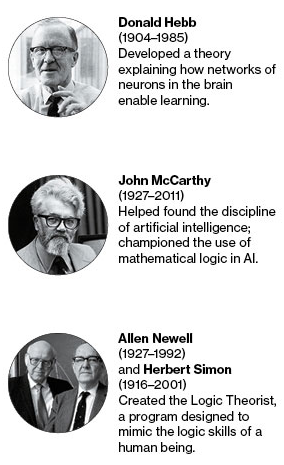 Donald Hebb
(1904–1985)
Developed a theory
explaining how networks of
neurons in the brain
enable learning.
John McCarthy
(1927–2011)
Helped found the discipline
of artificial intelligence;
championed the use of
mathematical logic in AI.
Allen Newell
(1927–1992)
and Herbert Simon
(1916–2001)
Created the Logic Theorist,
a program designed to
mimic the logic skills of a
human being.